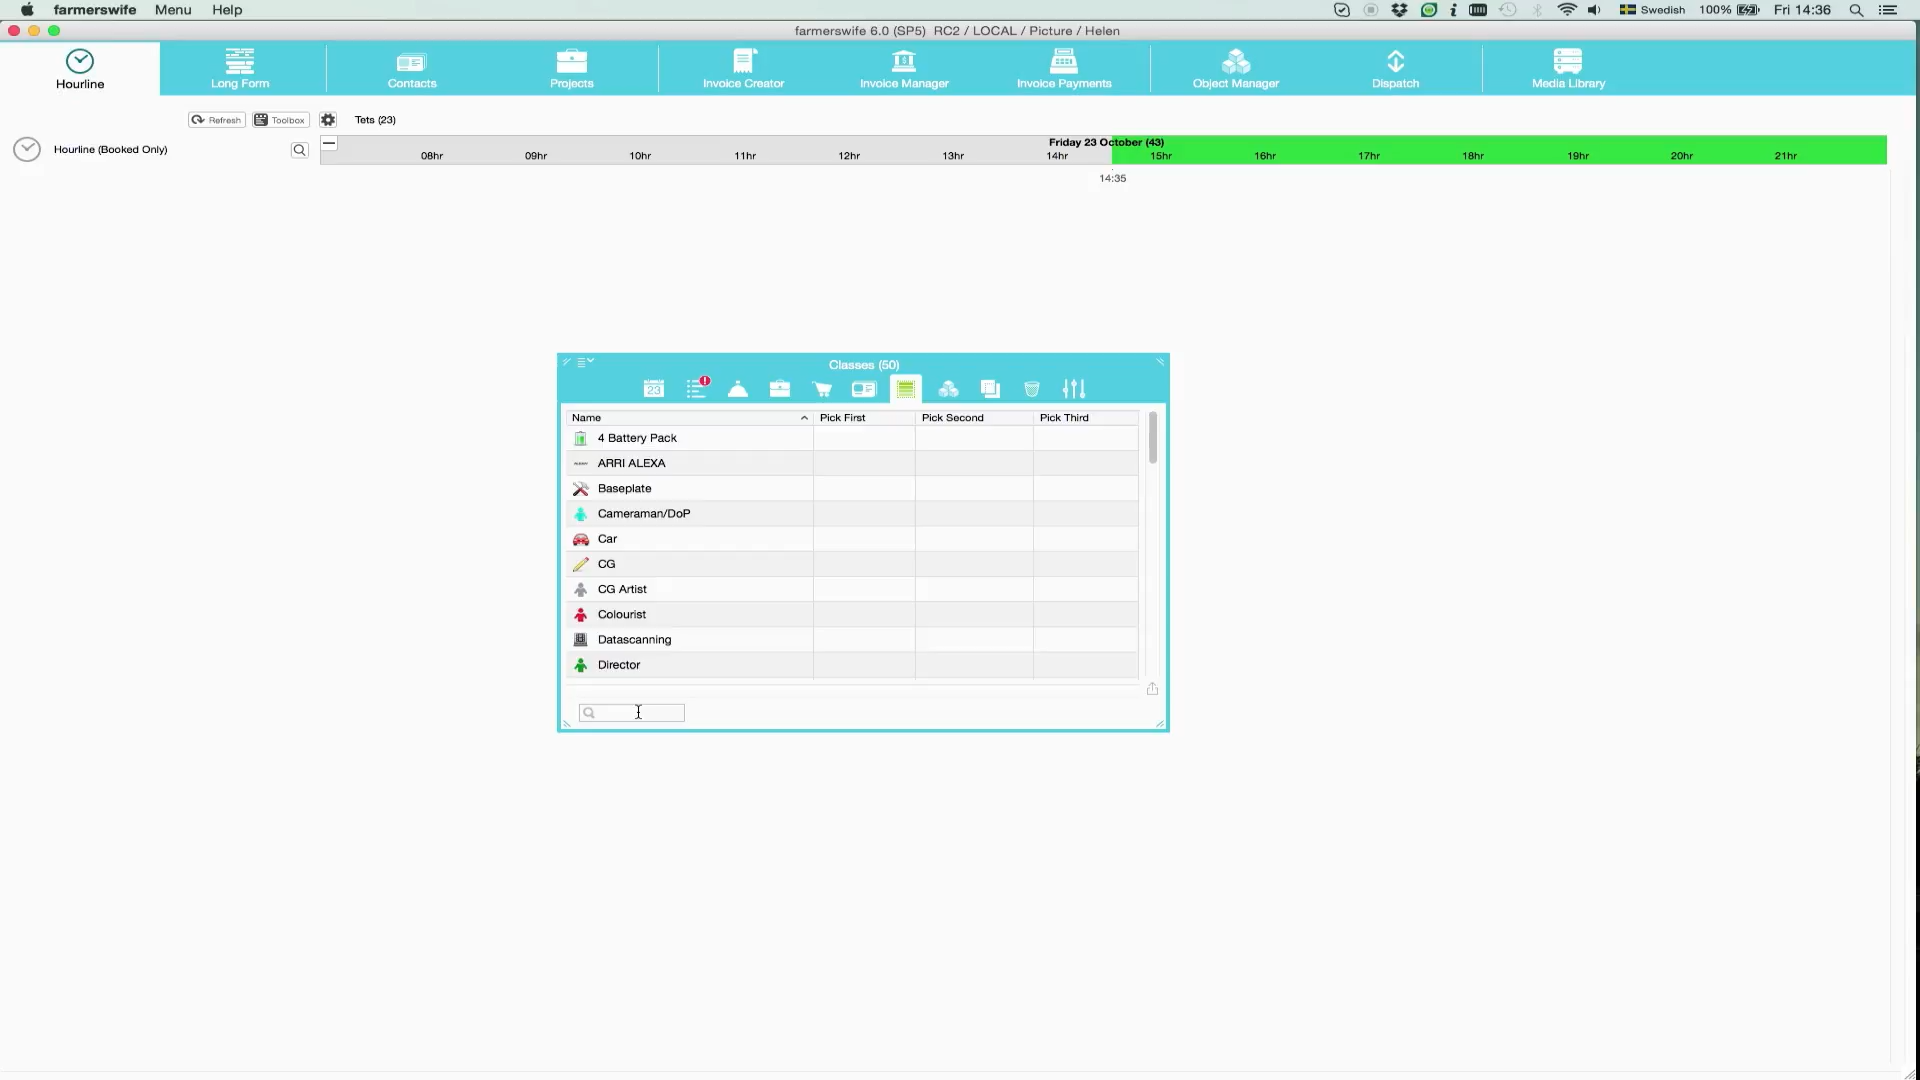 farmerswife Menu Help Swedish 100% Fri 14:36
farmerswife 6.0 (SP5) RC2 / LOCAL / Picture / Helen
Hourline Long Form Contacts Projects Invoice Creator Invoice Manager Invoice Payments Object Manager Dispatch Media Library
Refresh Toolbox Tets (23)
Friday 23 October (43)
Hourline (Booked Only)
08hr 09hr 10hr 11hr 12hr 13hr 14hr 15hr 16hr 17hr 18hr 19hr 20hr 21hr
14:35
Classes (50)
23 !
Name Pick First Pick Second Pick Third
4 Battery Pack
ARRI ALEXA
Baseplate
Cameraman/DoP
Car
CG
CG Artist
Colourist
Datascanning
Director